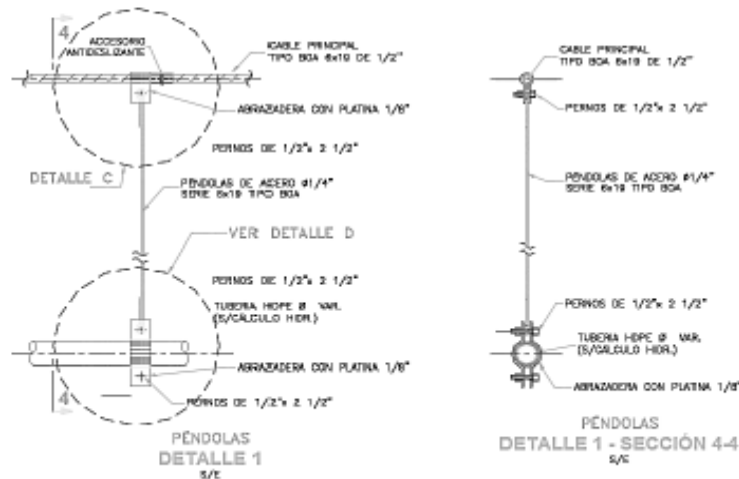 4
ACCESORIO
ANTIDESLIZANTE
CABLE PRINCIPAL
TIPO BOA 6x19 DE 1/2"
ABRAZADERA CON PLATINA 1/8"
PERNOS DE 1/2"x 2 1/2"
DETALLE C
PÉNDOLAS DE ACERO Ø1/4"
SERIE 6x19 TIPO BOA
VER DETALLE D
PERNOS DE 1/2"x 2 1/2"
TUBERIA HDPE Ø VAR.
(S/CÁLCULO HIDR.)
ABRAZADERA CON PLATINA 1/8"
4
PERNOS DE 1/2"x 2 1/2"
PÉNDOLAS
DETALLE 1
S/E
CABLE PRINCIPAL
TIPO BOA 6x19 DE 1/2"
PERNOS DE 1/2"x 2 1/2"
PÉNDOLAS DE ACERO Ø1/4"
SERIE 6x19 TIPO BOA
PERNOS DE 1/2"x 2 1/2"
TUBERIA HDPE Ø VAR.
(S/CÁLCULO HIDR.)
ABRAZADERA CON PLATINA 1/8"
PÉNDOLAS
DETALLE 1 - SECCIÓN 4-4
S/E